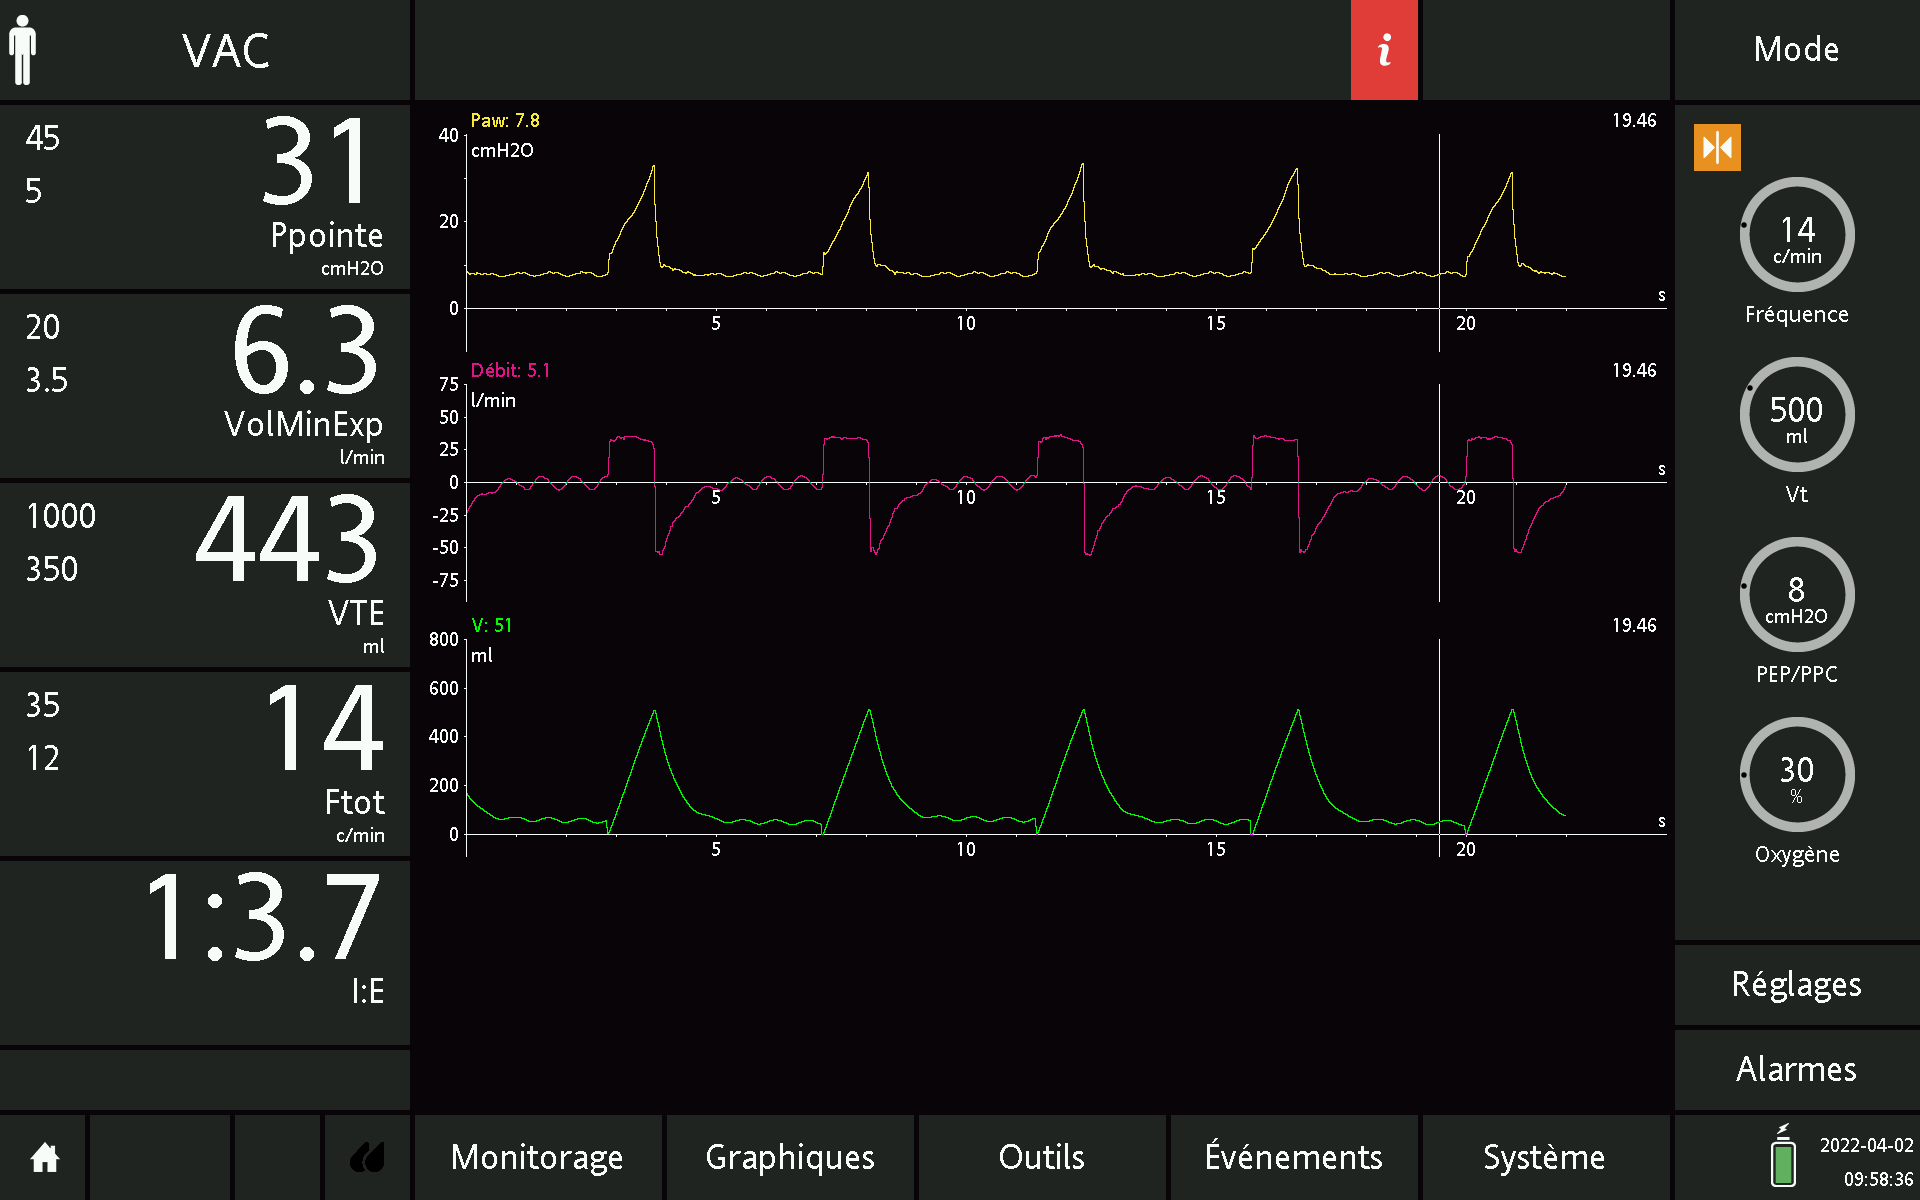 VAC
i
Mode
45
5
31
Ppointe
cmH2O
20
3.5
6.3
VolMinExp
l/min
1000
350
443
VTE
ml
35
12
14
Ftot
c/min
1:3.7
I:E
Paw: 7.8
19.46
cmH2O
40
20
0
s
5
10
15
20
Débit: 5.1
19.46
l/min
75
50
25
0
-25
-50
-75
s
5
10
15
20
V: 51
19.46
ml
800
600
400
200
0
s
5
10
15
20
14
c/min
Fréquence
500
ml
Vt
8
cmH2O
PEP/PPC
30
%
Oxygène
Réglages
Alarmes
Monitorage
Graphiques
Outils
Événements
Système
2022-04-02
09:58:36